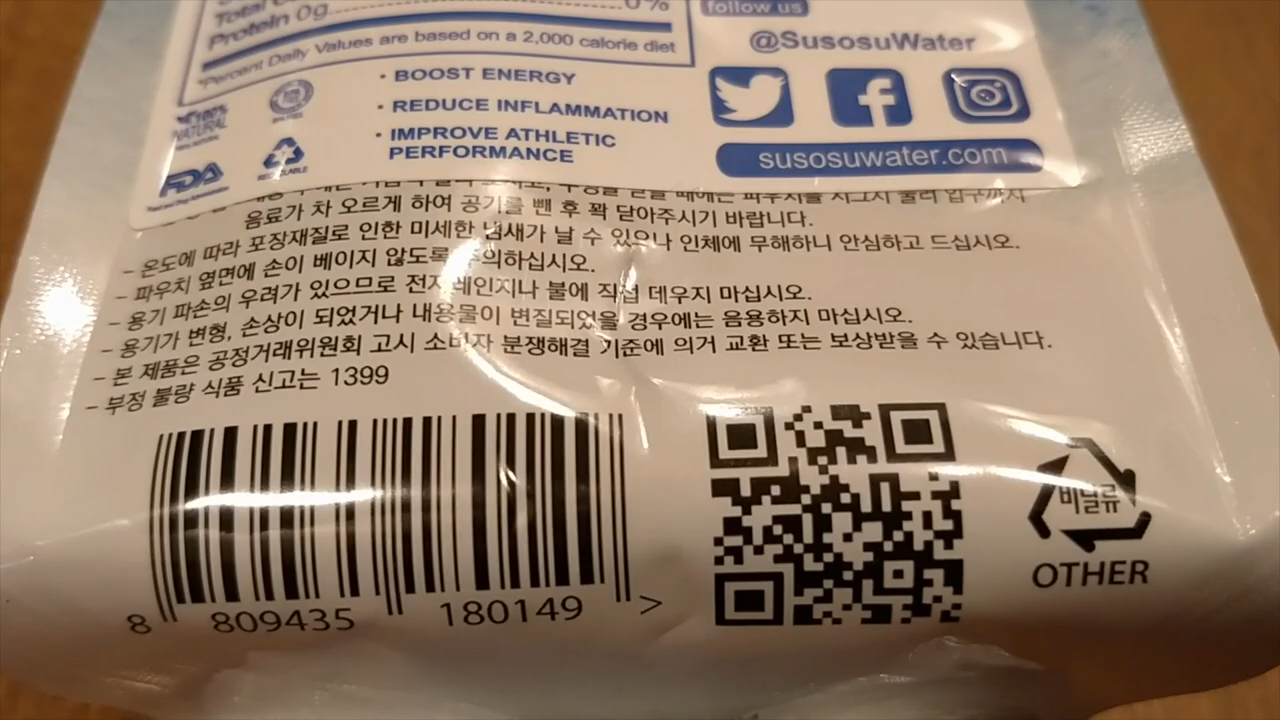 Total
0%
Protein 0g
*Percent Daily Values are based on a 2,000 calorie diet
follow us
@SusosuWater
susosuwater.com
• BOOST ENERGY
• REDUCE INFLAMMATION
• IMPROVE ATHLETIC
PERFORMANCE
100%
NATURAL
FDA
RECYCLABLE
음료가 차 오르게 하여 공기를 뺀 후 꽉 닫아주시기 바랍니다.
- 온도에 따라 포장재질로 인한 미세한 냄새가 날 수 있으나 인체에 무해하니 안심하고 드십시오.
- 파우치 옆면에 손이 베이지 않도록 주의하십시오.
- 용기 파손의 우려가 있으므로 전자레인지나 불에 직접 데우지 마십시오.
- 용기가 변형, 손상이 되었거나 내용물이 변질되었을 경우에는 음용하지 마십시오.
- 본 제품은 공정거래위원회 고시 소비자 분쟁해결 기준에 의거 교환 또는 보상받을 수 있습니다.
- 부정 불량 식품 신고는 1399
8 809435 180149 >
비닐류
OTHER